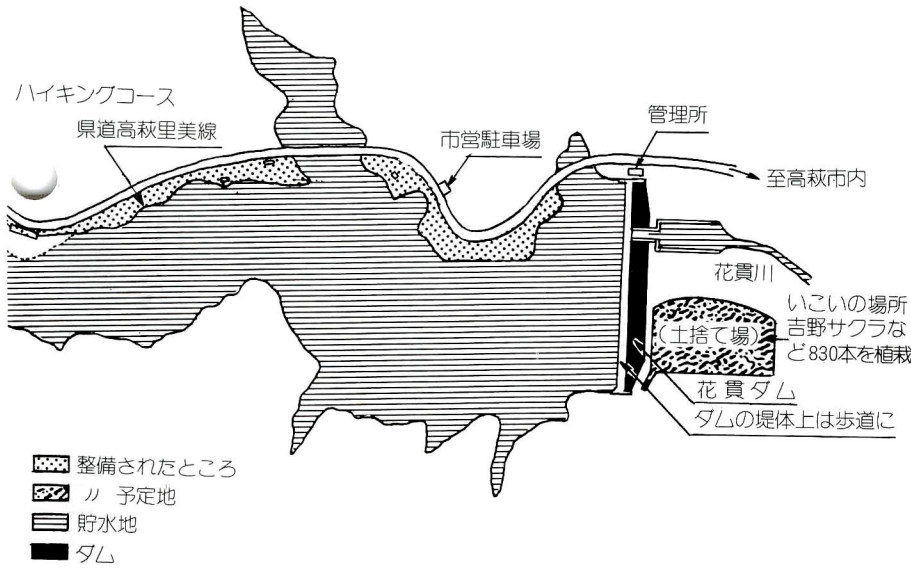 ハイキングコース
県道高萩里美線
市営駐車場
管理所
至高萩市内
花貫川
いこいの場所
吉野サクラな
ど830本を植栽
(土捨て場)
花貫ダム
ダムの堤体上は歩道に
整備されたところ
〃 予定地
貯水地
ダム